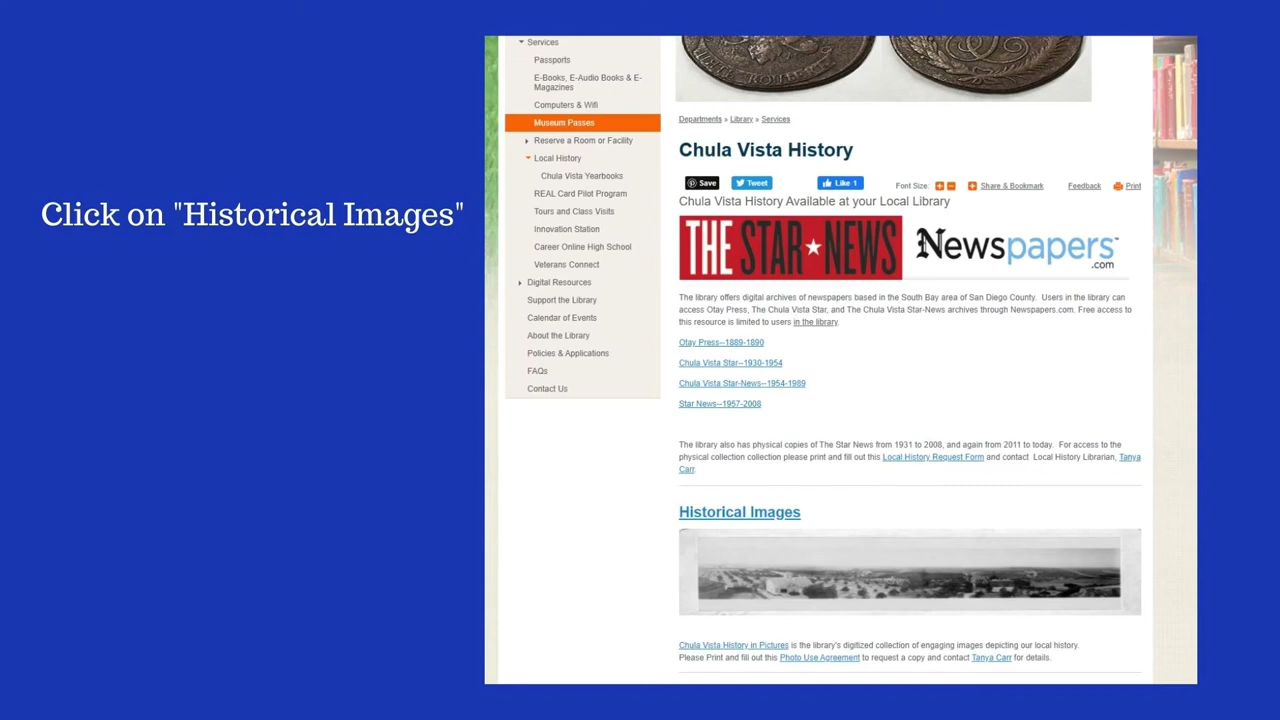 Click on "Historical Images"
Services
Passports
E-Books, E-Audio Books & E-
Magazines
Computers & Wifi
Museum Passes
Reserve a Room or Facility
Local History
Chula Vista Yearbooks
REAL Card Pilot Program
Tours and Class Visits
Innovation Station
Career Online High School
Veterans Connect
Digital Resources
Support the Library
Calendar of Events
About the Library
Policies & Applications
FAQs
Contact Us
Departments » Library » Services
Chula Vista History
Save Tweet Like 1 Font Size: Share & Bookmark Feedback Print
Chula Vista History Available at your Local Library
THE STAR NEWS Newspapers.com™
The library offers digital archives of newspapers based in the South Bay area of San Diego County. Users in the library can
access Otay Press, The Chula Vista Star, and The Chula Vista Star-News archives through Newspapers.com. Free access to
this resource is limited to users in the library.
Otay Press--1889-1890
Chula Vista Star--1930-1954
Chula Vista Star-News--1954-1989
Star News--1957-2008
The library also has physical copies of The Star News from 1931 to 2008, and again from 2011 to today. For access to the
physical collection collection please print and fill out this Local History Request Form and contact Local History Librarian, Tanya
Carr.
Historical Images
Chula Vista History in Pictures is the library's digitized collection of engaging images depicting our local history.
Please Print and fill out this Photo Use Agreement to request a copy and contact Tanya Carr for details.